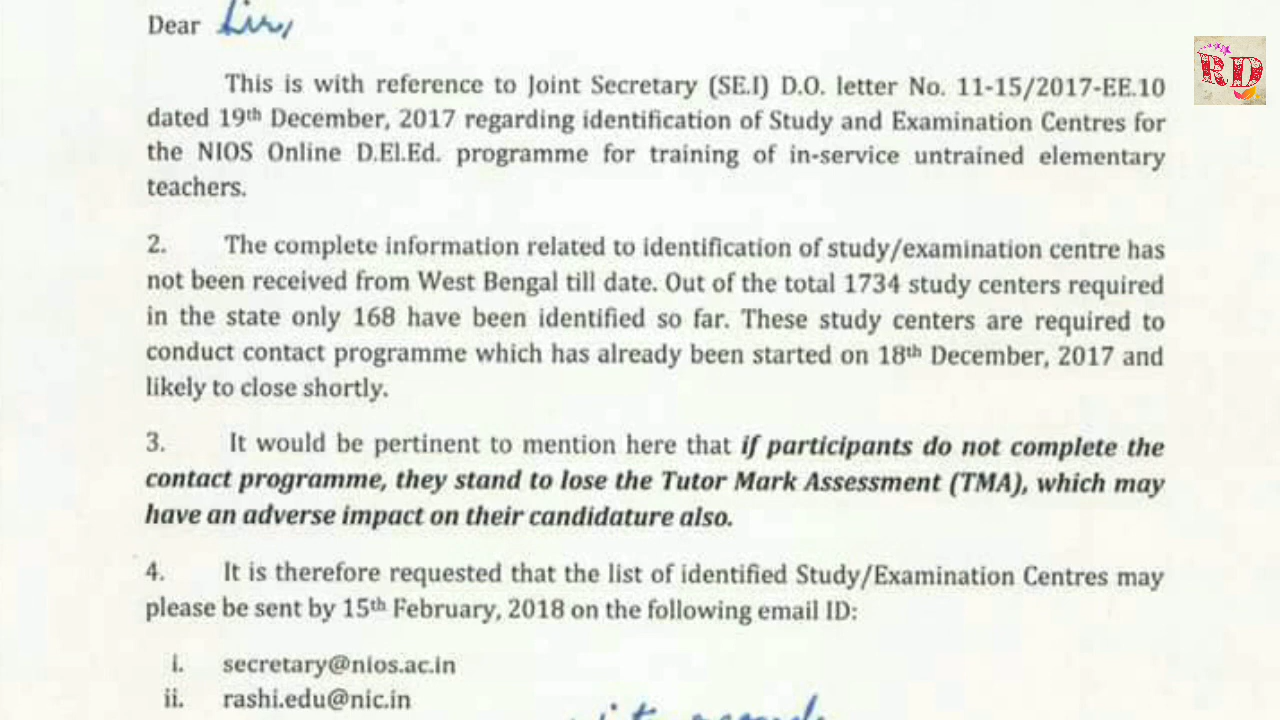 Dear Sir,
RD
This is with reference to Joint Secretary (SE.I) D.O. letter No. 11-15/2017-EE.10
dated 19th December, 2017 regarding identification of Study and Examination Centres for
the NIOS Online D.El.Ed. programme for training of in-service untrained elementary
teachers.
2. The complete information related to identification of study/examination centre has
not been received from West Bengal till date. Out of the total 1734 study centers required
in the state only 168 have been identified so far. These study centers are required to
conduct contact programme which has already been started on 18th December, 2017 and
likely to close shortly.
3. It would be pertinent to mention here that if participants do not complete the
contact programme, they stand to lose the Tutor Mark Assessment (TMA), which may
have an adverse impact on their candidature also.
4. It is therefore requested that the list of identified Study/Examination Centres may
please be sent by 15th February, 2018 on the following email ID:
i. secretary@nios.ac.in
ii. rashi.edu@nic.in